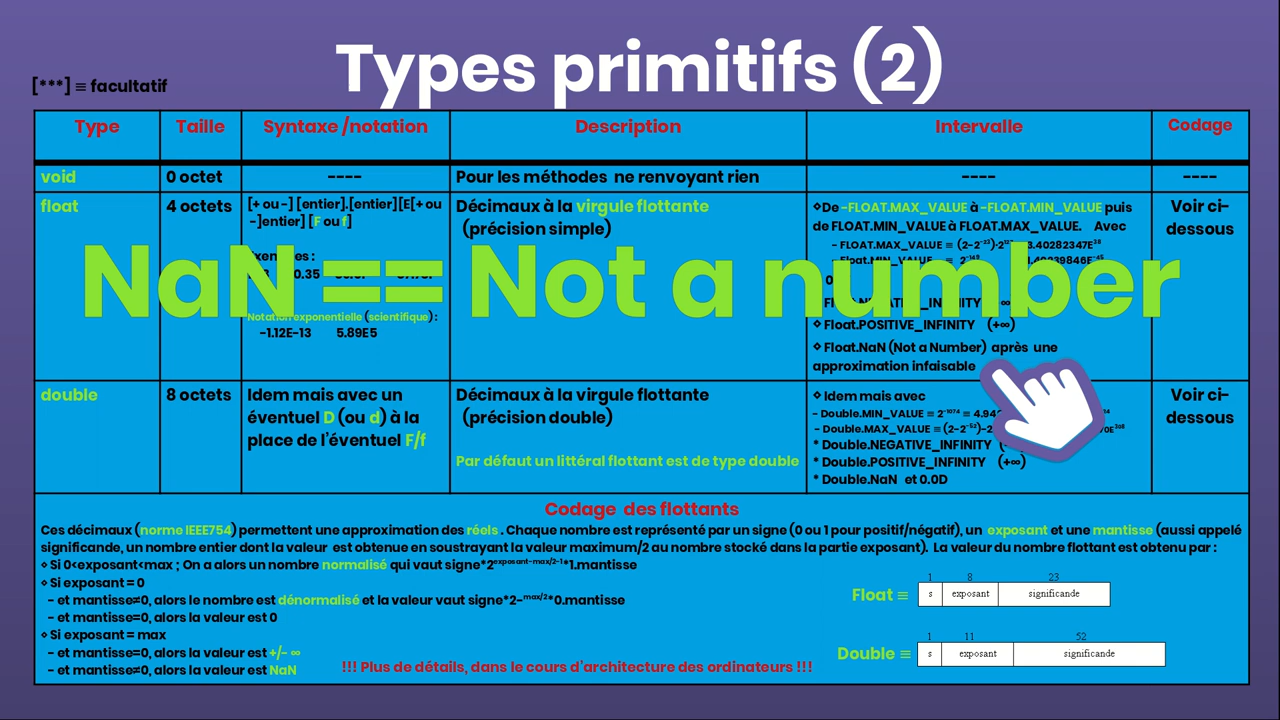 Types primitifs (2)
[***] ≡ facultatif
Type Taille Syntaxe /notation Description Intervalle Codage
void 0 octet ---- Pour les méthodes ne renvoyant rien ---- ----
float 4 octets
[+ ou -] [entier].[entier][E[+ ou
-]entier] [F ou f]
0.35
Notation exponentielle (scientifique) :
-1.12E-13 5.89E5
Décimaux à la virgule flottante
(précision simple)
⋄De -FLOAT.MAX_VALUE à -FLOAT.MIN_VALUE puis
de FLOAT.MIN_VALUE à FLOAT.MAX_VALUE. Avec
- FLOAT.MAX_VALUE ≡ (2-2⁻²³)·2
⋄ Float.POSITIVE_INFINITY (+∞)
⋄ Float.NaN (Not a Number) après une
approximation infaisable
Voir ci-
dessous
NaN == Not a number
double 8 octets
Idem mais avec un
éventuel D (ou d) à la
place de l'éventuel F/f
Décimaux à la virgule flottante
(précision double)
Par défaut un littéral flottant est de type double
⋄ Idem mais avec
- Double.MIN_VALUE ≡ 2⁻¹⁰⁷⁴ ≡
- Double.MAX_VALUE ≡
* Double.NEGATIVE_INFINITY
* Double.POSITIVE_INFINITY (+∞)
* Double.NaN et 0.0D
Voir ci-
dessous
Codage des flottants
Ces décimaux (norme IEEE754) permettent une approximation des réels . Chaque nombre est représenté par un signe (0 ou 1 pour positif/négatif), un exposant et une mantisse (aussi appelé
significande, un nombre entier dont la valeur est obtenue en soustrayant la valeur maximum/2 au nombre stocké dans la partie exposant). La valeur du nombre flottant est obtenu par :
⋄ Si 0<exposant<max ; On a alors un nombre normalisé qui vaut signe*2^exposant-max/2-1*1.mantisse
⋄ Si exposant = 0
- et mantisse≠0, alors le nombre est dénormalisé et la valeur vaut signe*2-^max/2*0.mantisse
- et mantisse=0, alors la valeur est 0
⋄ Si exposant = max
- et mantisse=0, alors la valeur est +/- ∞
- et mantisse≠0, alors la valeur est NaN
!!! Plus de détails, dans le cours d'architecture des ordinateurs !!!
1 8 23
Float ≡ s exposant significande
1 11 52
Double ≡ s exposant significande